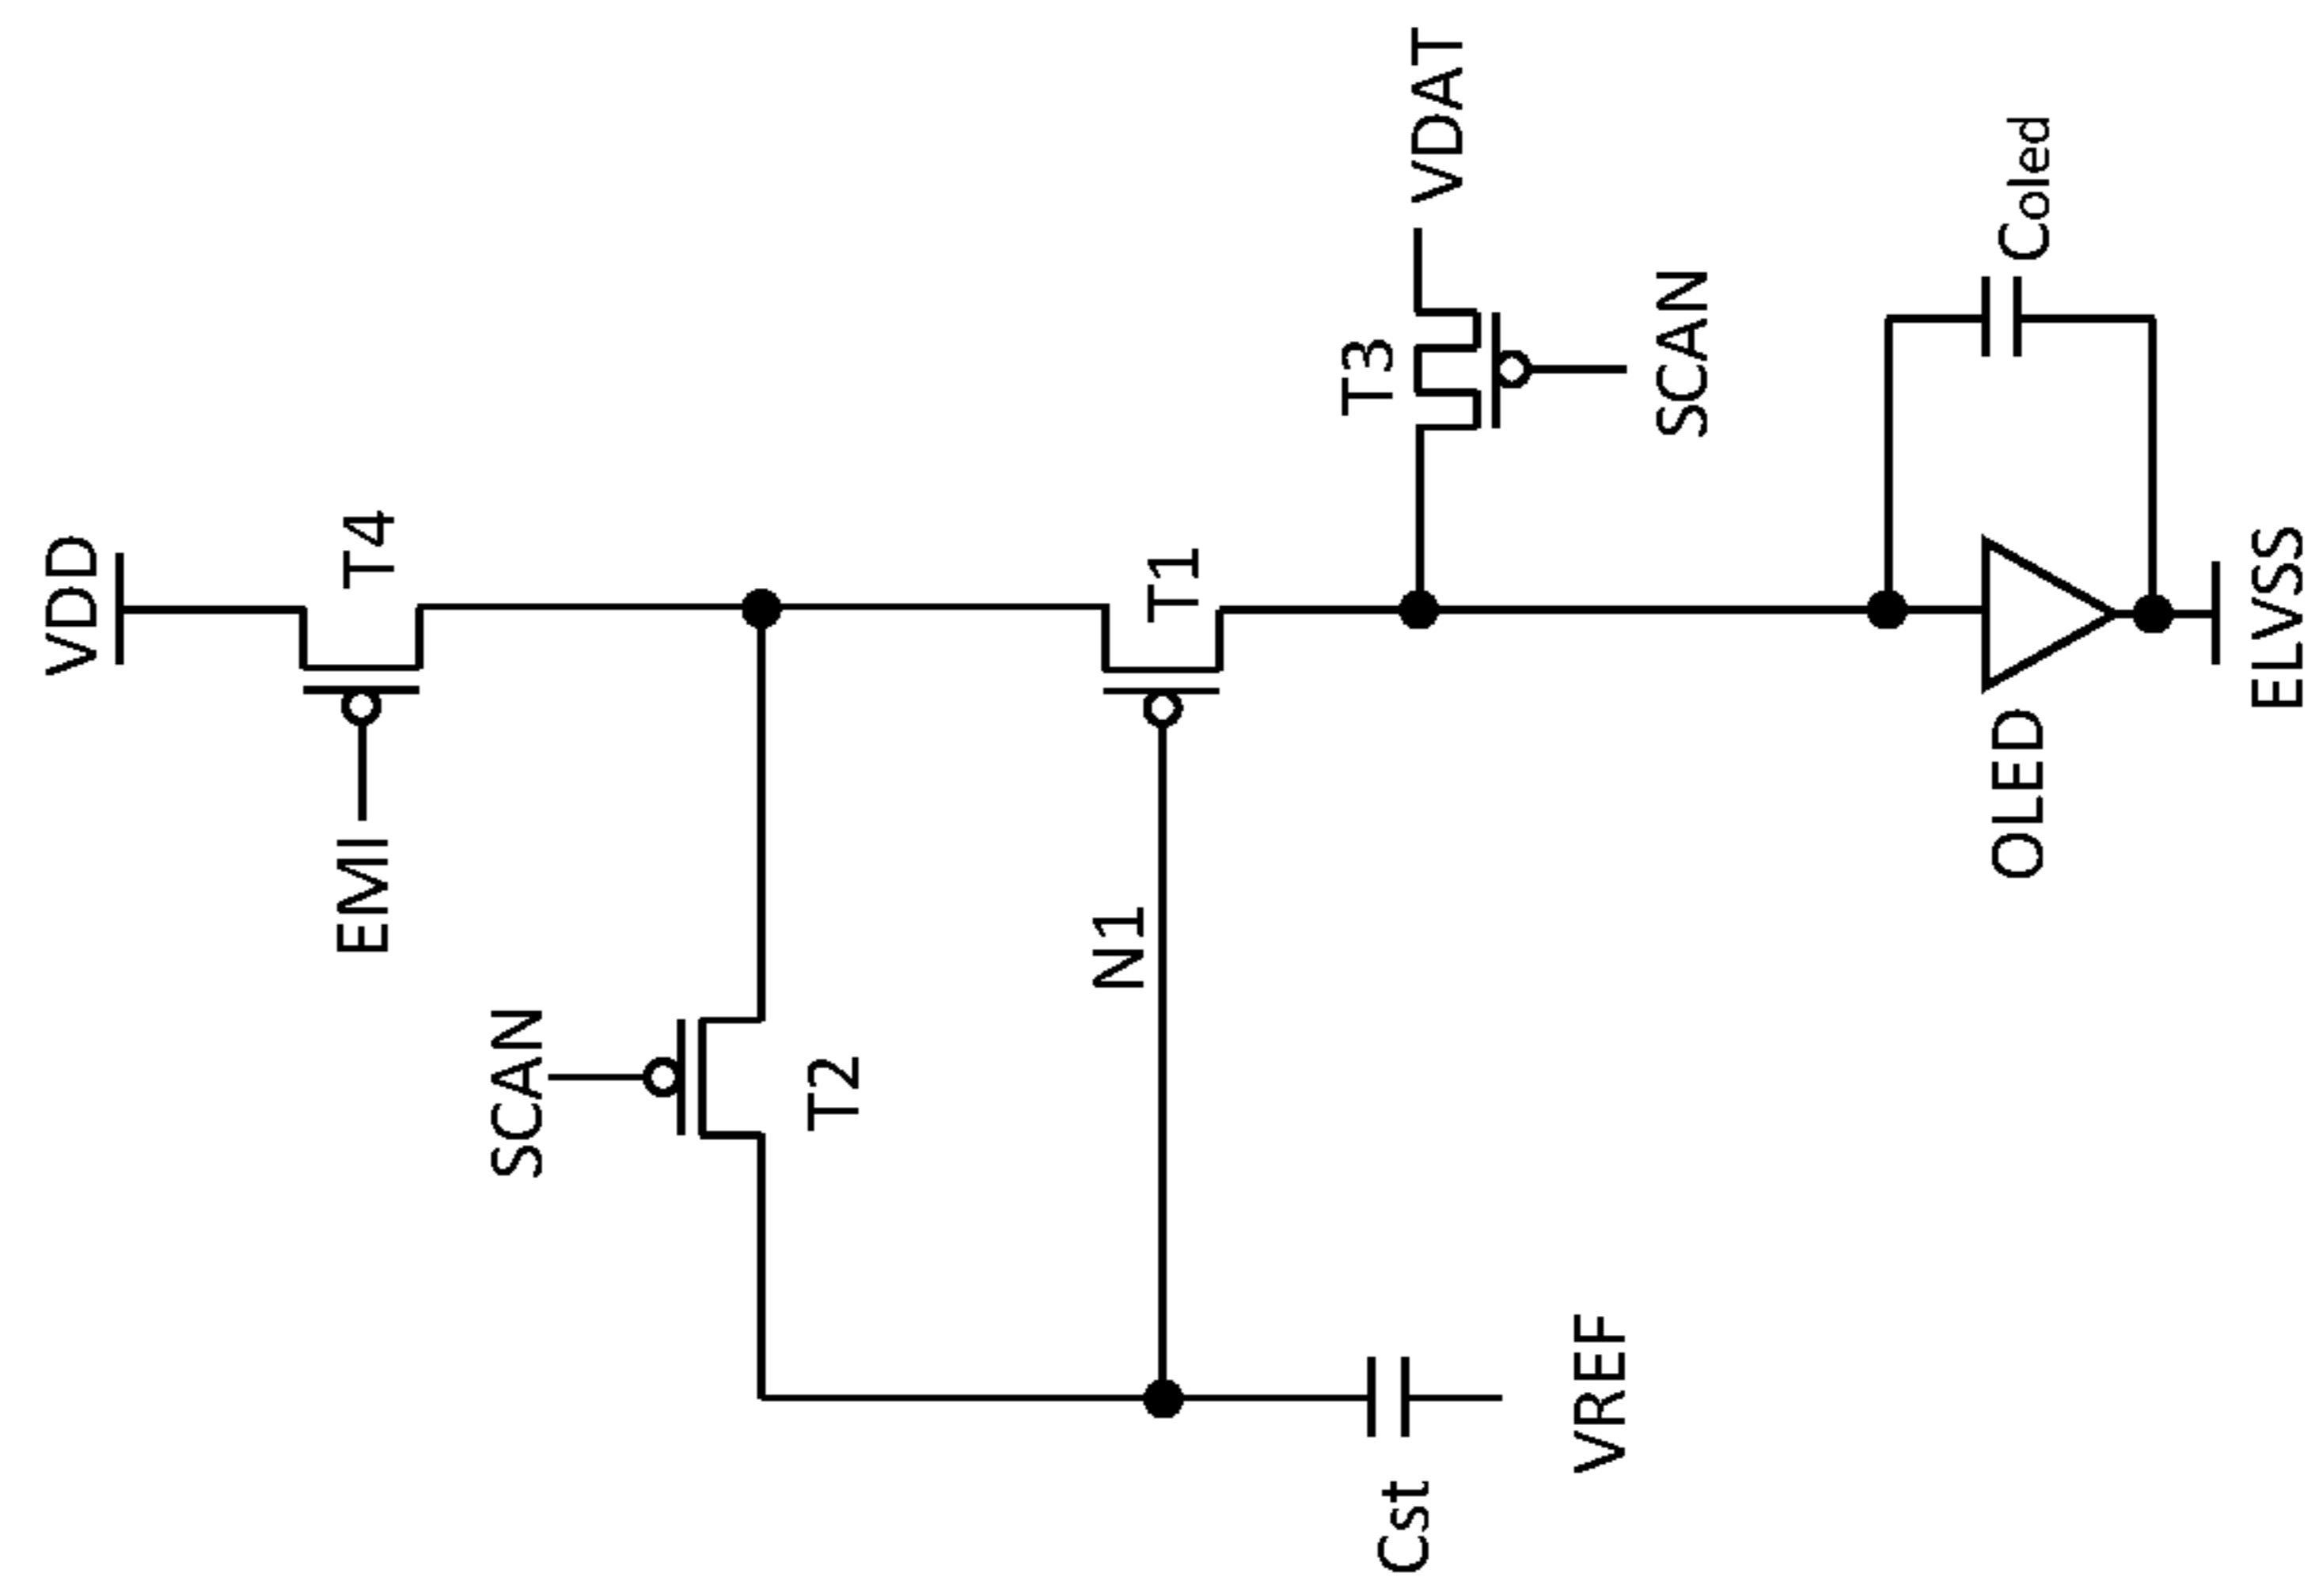 VDD
T4
EMI
SCAN
T2
N1
T1
VDAT
T3
SCAN
Cst
VREF
Coled
OLED
ELVSS